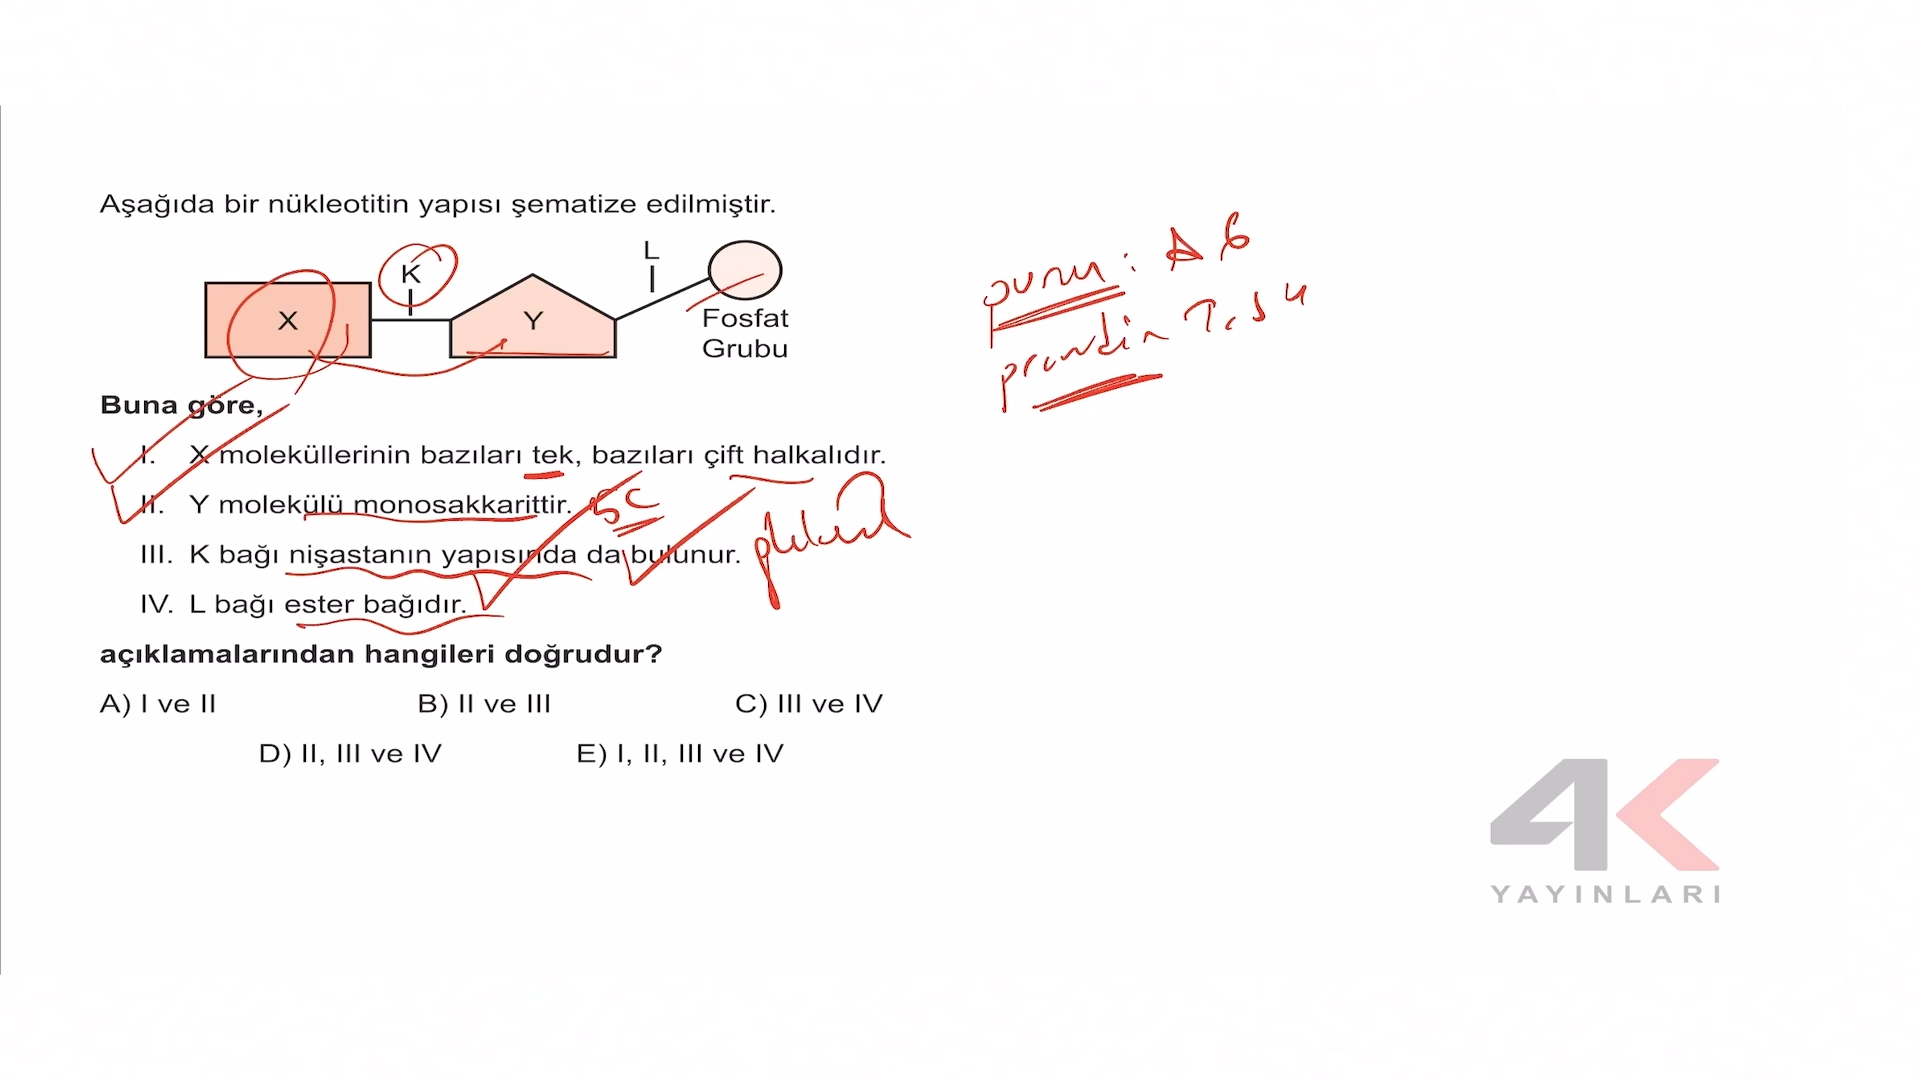 Aşağıda bir nükleotitin yapısı şematize edilmiştir.
X
K
Y
L
Fosfat
Grubu
Buna göre,
I. X moleküllerinin bazıları tek, bazıları çift halkalıdır.
II. Y molekülü monosakkarittir. 5C
III. K bağı nişastanın yapısında da bulunur.
IV. L bağı ester bağıdır.
açıklamalarından hangileri doğrudur?
A) I ve II B) II ve III C) III ve IV
D) II, III ve IV E) I, II, III ve IV
4K
YAYINLARI